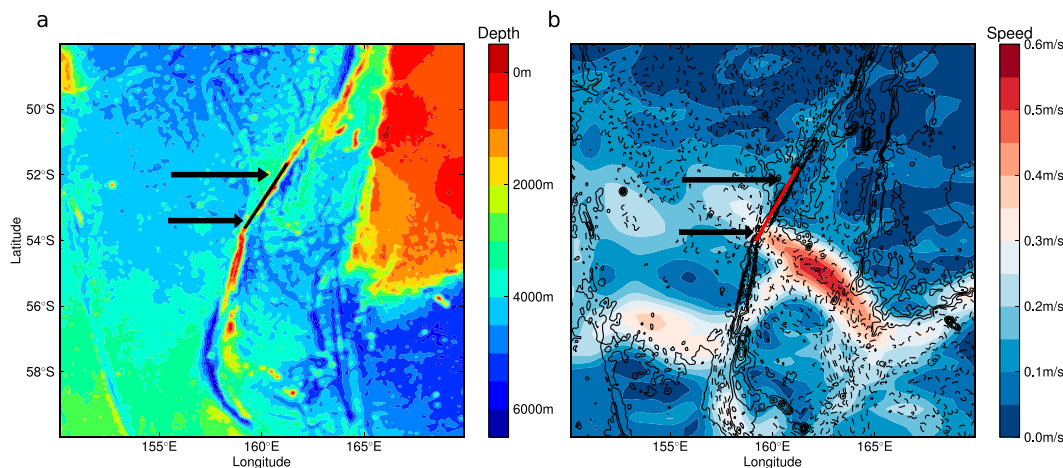 a
Depth
0m
2000m
4000m
6000m
50°S
52°S
54°S
56°S
58°S
Latitude
155°E
160°E
165°E
Longitude
b
Speed
0.6m/s
0.5m/s
0.4m/s
0.3m/s
0.2m/s
0.1m/s
0.0m/s
155°E
160°E
165°E
Longitude